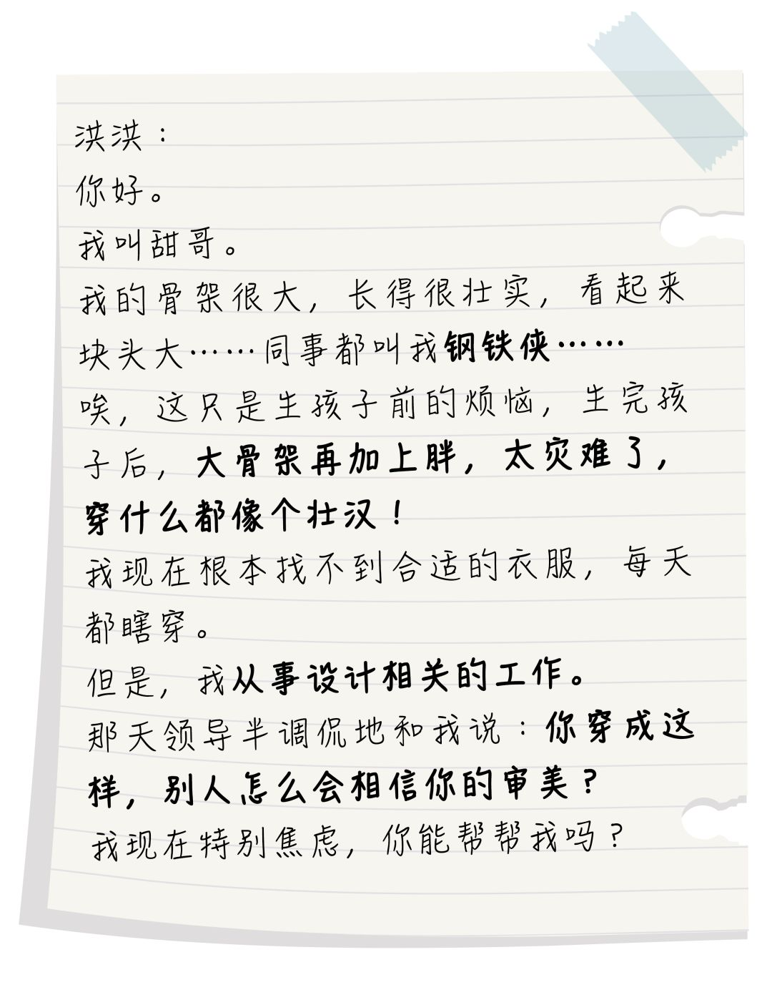 洪洪：
你好。
我叫甜哥。
我的骨架很大，长得很壮实，看起来
块头大……同事都叫我钢铁侠……
唉，这只是生孩子前的烦恼，生完孩
子后，大骨架再加上胖，太灾难了，
穿什么都像个壮汉！
我现在根本找不到合适的衣服，每天
都瞎穿。
但是，我从事设计相关的工作。
那天领导半调侃地和我说：你穿成这
样，别人怎么会相信你的审美？
我现在特别焦虑，你能帮帮我吗？